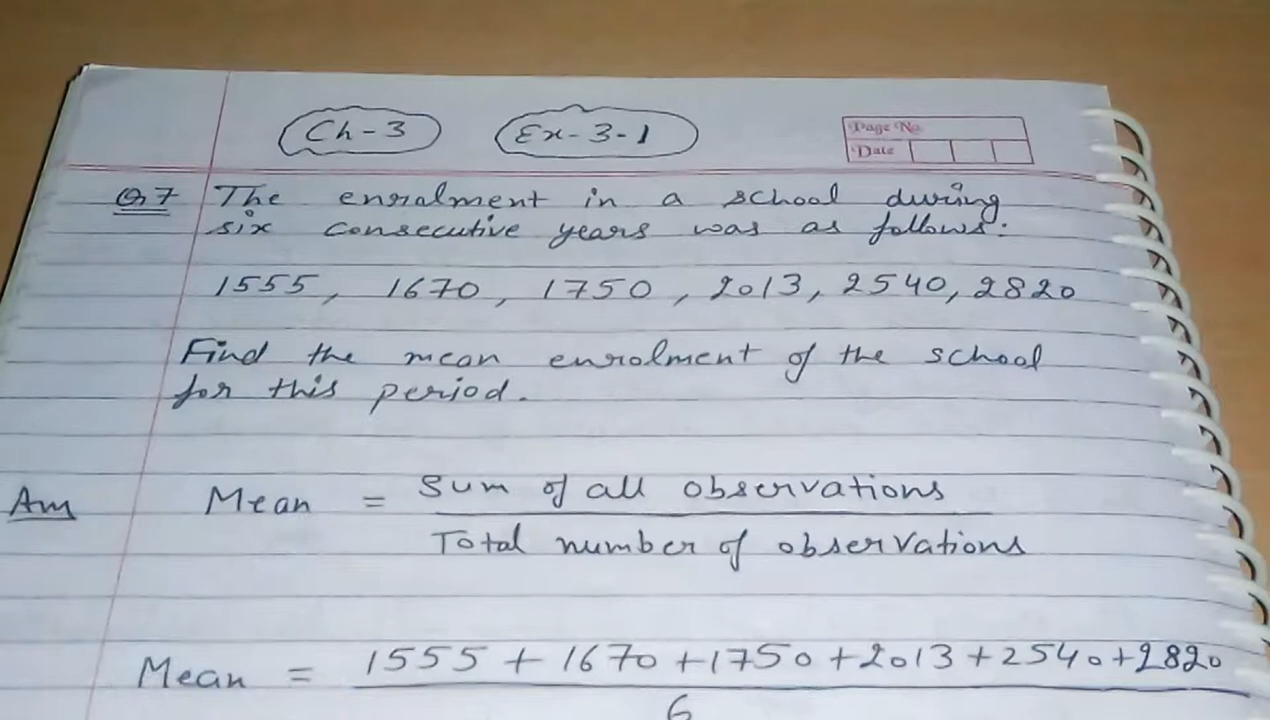 Ch-3 Ex-3-1
Page No.
Date
Q7 The enralment in a school during
six consecutive years was as follows:
1555, 1670, 1750, 2013, 2540, 2820
Find the mean enrolment of the school
for this period.
Ans Mean = Sum of all observations
Total number of observations
Mean = 1555 + 1670 + 1750 + 2013 + 2540 + 2820
6